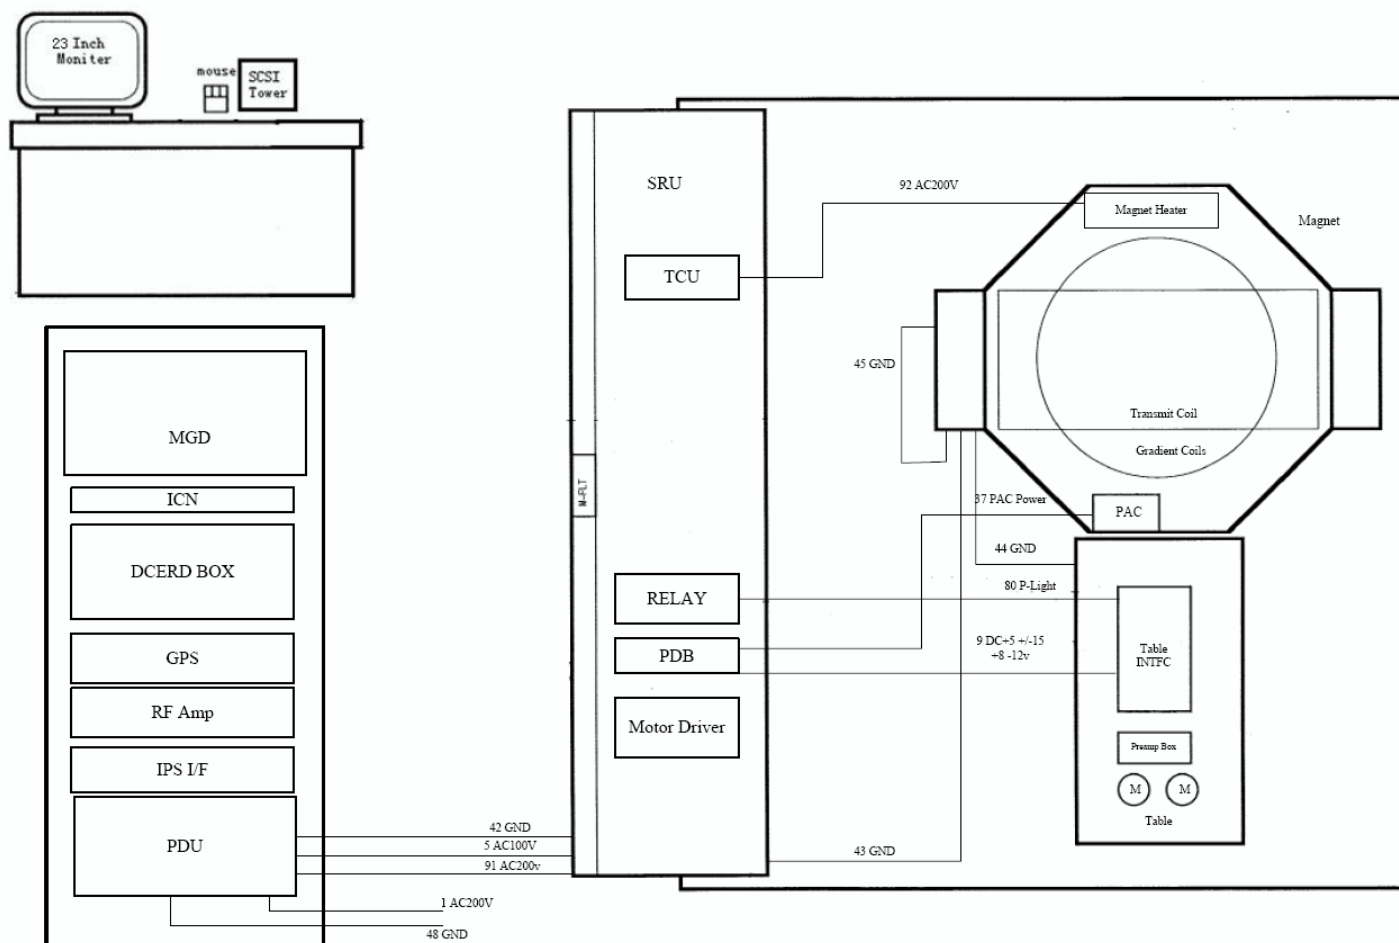 23 Inch
Moniter
mouse
SCSI
Tower
SRU
92 AC200V
Magnet Heater
Magnet
TCU
45 GND
Transmit Coil
MGD
Gradient Coils
M-FLT
ICN
37 PAC Power
PAC
44 GND
DCERD BOX
RELAY
80 P-Light
9 DC+5 +/-15
+8 -12v
Table
INTFC
GPS
PDB
RF Amp
Motor Driver
Preamp Box
IPS I/F
M
M
Table
42 GND
PDU
5 AC100V
43 GND
91 AC200v
1 AC200V
48 GND